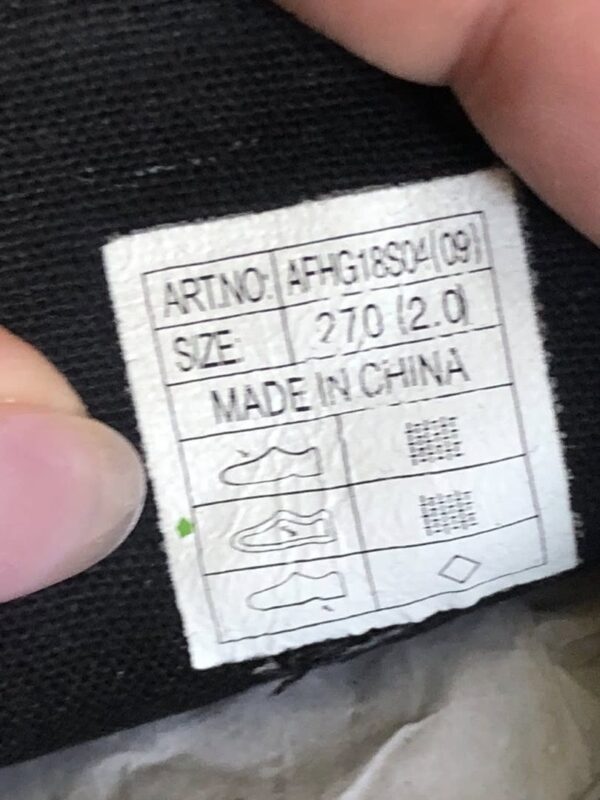 ART.NO: AFHG18S04(09)
SIZE: 270 (2.0)
MADE IN CHINA